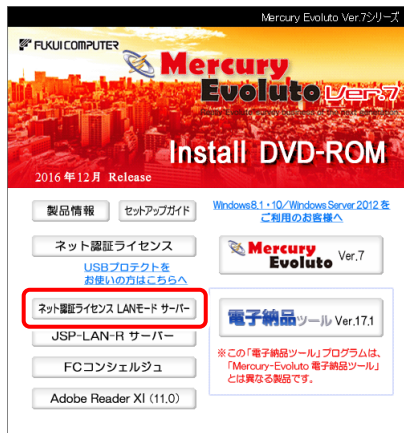 Mercury Evoluto Ver.7シリーズ
FUKUI COMPUTER
Mercury
Evoluto Ver.7
Install DVD-ROM
2016年12月 Release
製品情報
セットアップガイド
Windows8.1・10/Windows Server 2012を
ご利用のお客様へ
ネット認証ライセンス
USBプロテクトを
お使いの方はこちらへ
Mercury
Evoluto Ver.7
ネット認証ライセンス LANモード サーバー
電子納品ツール Ver.17.1
JSP-LAN-R サーバー
※この「電子納品ツール」プログラムは、
「Mercury-Evoluto 電子納品ツール」
とは異なる製品です。
FCコンシェルジュ
Adobe Reader XI (11.0)